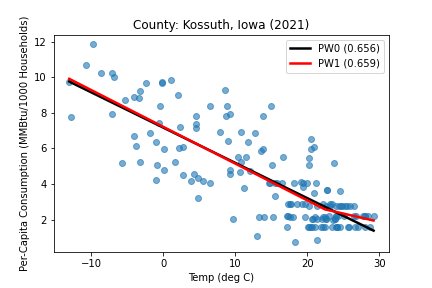 County: Kossuth, Iowa (2021)
Per-Capita Consumption (MMBtu/1000 Households)
12
10
8
6
4
2
PW0 (0.656)
PW1 (0.659)
−10 0 10 20 30
Temp (deg C)